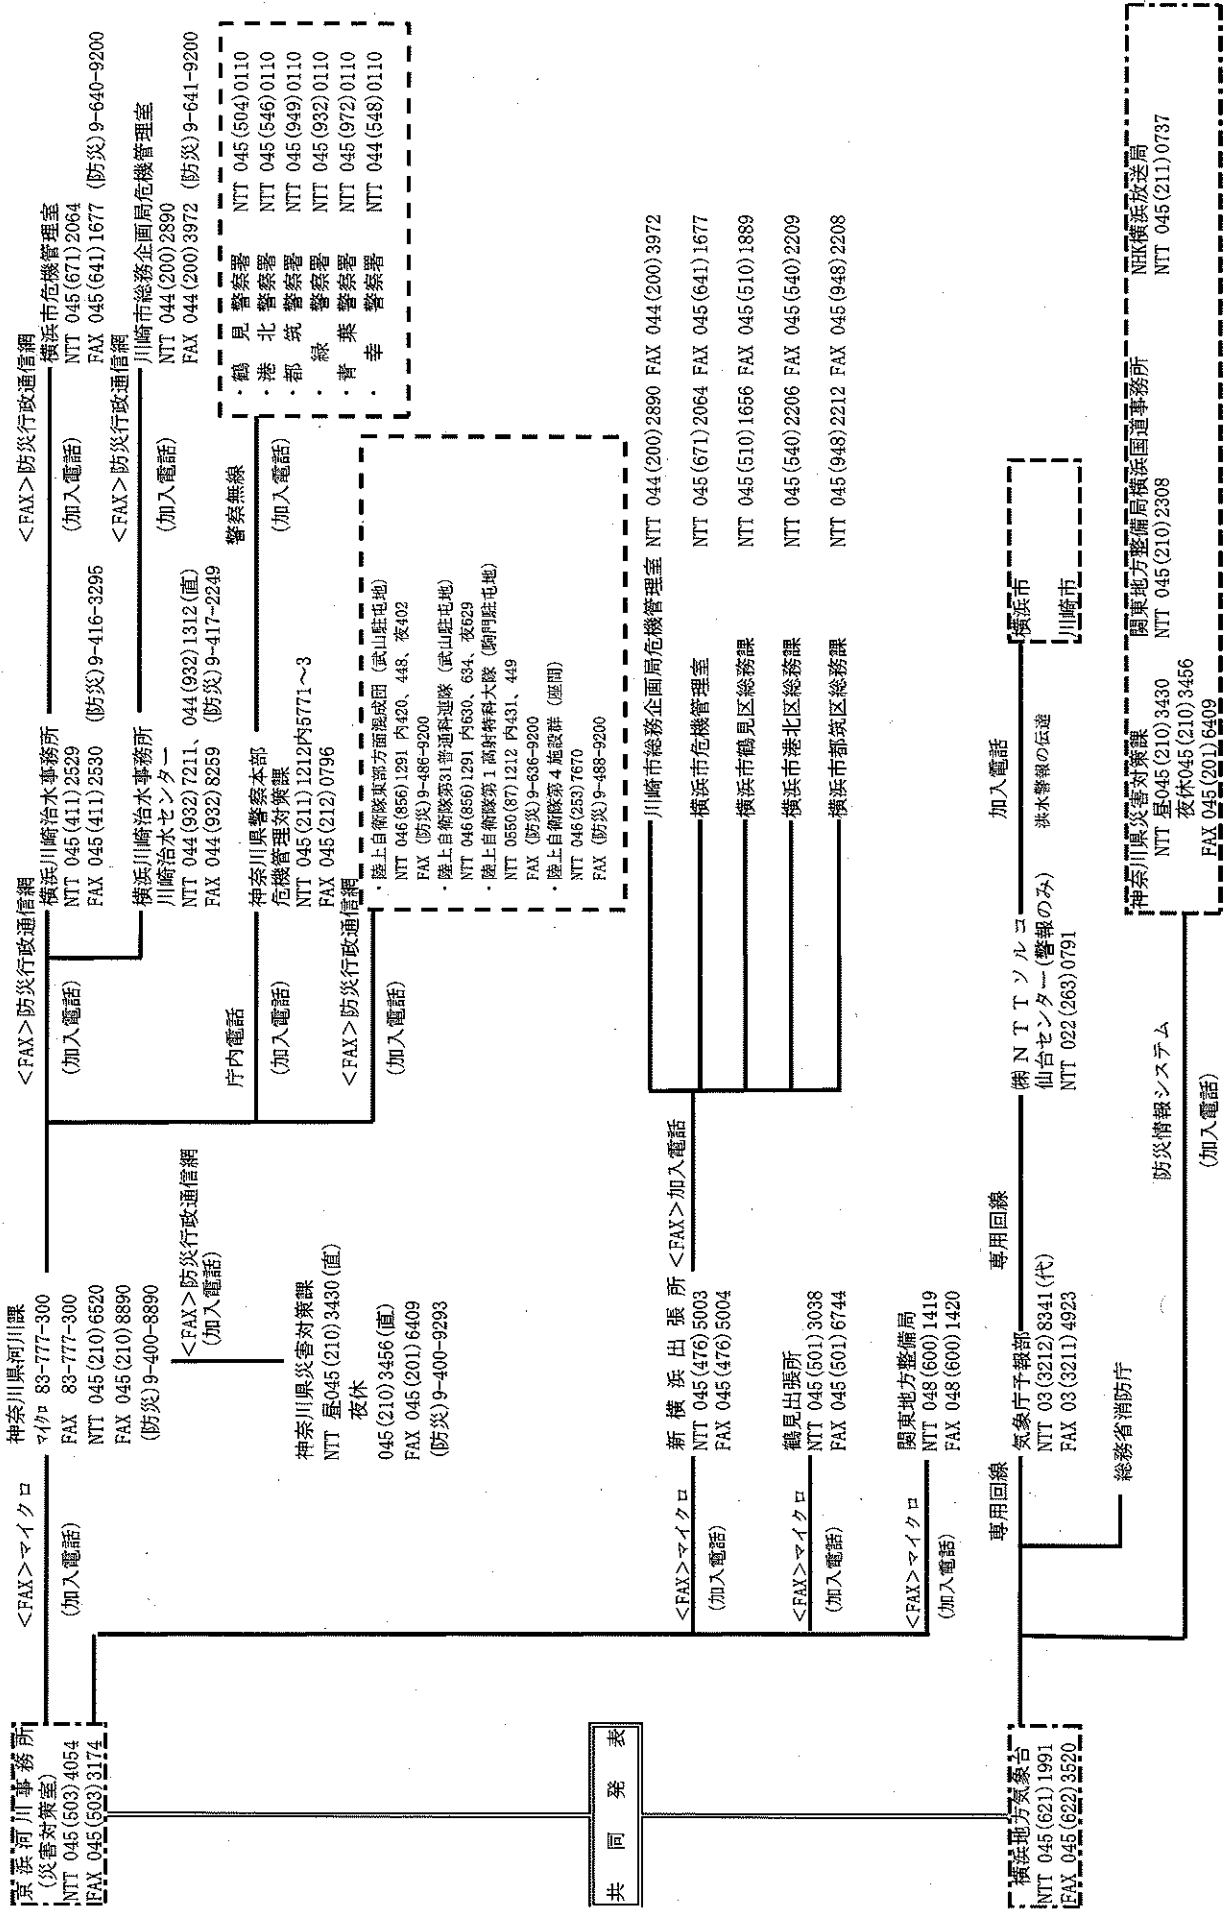 京浜河川事務所
(災害対策室)
NTT 045(503)4054
FAX 045(503)3174
共同発表
横浜地方気象台
NTT 045(621)1991
FAX 045(622)3520
<FAX>マイクロ
(加入電話)
神奈川県河川課
マイクロ 83-777-300
FAX 83-777-300
NTT 045(210)6520
FAX 045(210)8890
(防災)9-400-8890
<FAX>防災行政通信網
(加入電話)
神奈川県災害対策課
NTT 昼045(210)3430(直)
夜休
045(210)3456(直)
FAX 045(201)6409
(防災)9-400-9293
<FAX>防災行政通信網
(加入電話)
横浜川崎治水事務所
NTT 045(411)2529
FAX 045(411)2530 (防災)9-416-3295
<FAX>防災行政通信網
(加入電話)
横浜市危機管理室
NTT 045(671)2064
FAX 045(641)1677 (防災)9-640-9200
横浜川崎治水事務所
川崎治水センター
NTT 044(932)7211、044(932)1312(直)
FAX 044(932)8259 (防災)9-417-2249
<FAX>防災行政通信網
(加入電話)
川崎市総務企画局危機管理室
NTT 044(200)2890
FAX 044(200)3972 (防災)9-641-9200
庁内電話
(加入電話)
神奈川県警察本部
危機管理対策課
NTT 045(211)1212内5771~3
FAX 045(212)0796
警察無線
(加入電話)
・鶴見 警察署 NTT 045(504)0110
・港北 警察署 NTT 045(546)0110
・都筑 警察署 NTT 045(949)0110
・緑 警察署 NTT 045(932)0110
・青葉 警察署 NTT 045(972)0110
・幸 警察署 NTT 044(548)0110
<FAX>防災行政通信網
(加入電話)
・陸上自衛隊東部方面混成団(武山駐屯地)
NTT 046(856)1291 内420、448、夜402
FAX (防災)9-486-9200
・陸上自衛隊第31普通科連隊(武山駐屯地)
NTT 046(856)1291 内630、634、夜629
・陸上自衛隊第1高射特科大隊(駒門駐屯地)
NTT 0550(87)1212 内431、449
FAX (防災)9-636-9200
・陸上自衛隊第4施設群(座間)
NTT 046(253)7670
FAX (防災)9-488-9200
<FAX>マイクロ
(加入電話)
新横浜出張所
NTT 045(476)5003
FAX 045(476)5004
<FAX>加入電話
川崎市総務企画局危機管理室 NTT 044(200)2890 FAX 044(200)3972
横浜市危機管理室 NTT 045(671)2064 FAX 045(641)1677
横浜市鶴見区総務課 NTT 045(510)1656 FAX 045(510)1889
横浜市港北区総務課 NTT 045(540)2206 FAX 045(540)2209
横浜市都筑区総務課 NTT 045(948)2212 FAX 045(948)2208
<FAX>マイクロ
(加入電話)
鶴見出張所
NTT 045(501)3038
FAX 045(501)6744
<FAX>マイクロ
(加入電話)
関東地方整備局
NTT 048(600)1419
FAX 048(600)1420
専用回線
気象庁予報部
NTT 03(3212)8341(代)
FAX 03(3211)4923
専用回線
㈱NTTソルコ
仙台センター(警報のみ)
NTT 022(263)0791
加入電話
洪水警報の伝達
横浜市
川崎市
総務省消防庁
防災情報システム
(加入電話)
神奈川県災害対策課
NTT 昼045(210)3430
夜休045(210)3456
FAX 045(201)6409
関東地方整備局横浜国道事務所
NTT 045(210)2308
NHK横浜放送局
NTT 045(211)0737